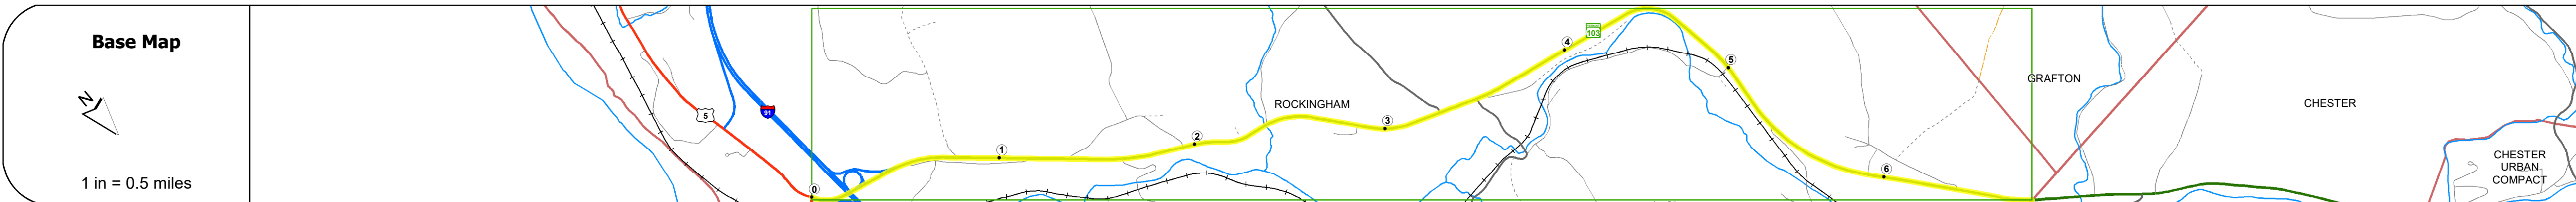 Base Map
N
1 in = 0.5 miles
5
91
0
1
2
ROCKINGHAM
3
4
103
5
6
GRAFTON
CHESTER
CHESTER
URBAN
COMPACT